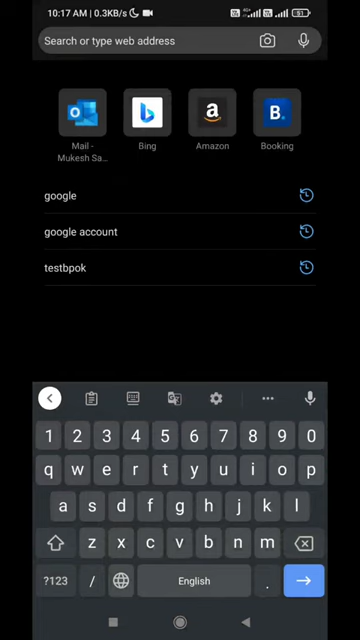 10:17 AM | 0.3KB/s
51
Search or type web address
Mail -
Mukesh Sa...
Bing
a
Amazon
B.
Booking
google
google account
testbpok
1 2 3 4 5 6 7 8 9 0
q w e r t y u i o p
a s d f g h j k l
z x c v b n m
?123 / English .